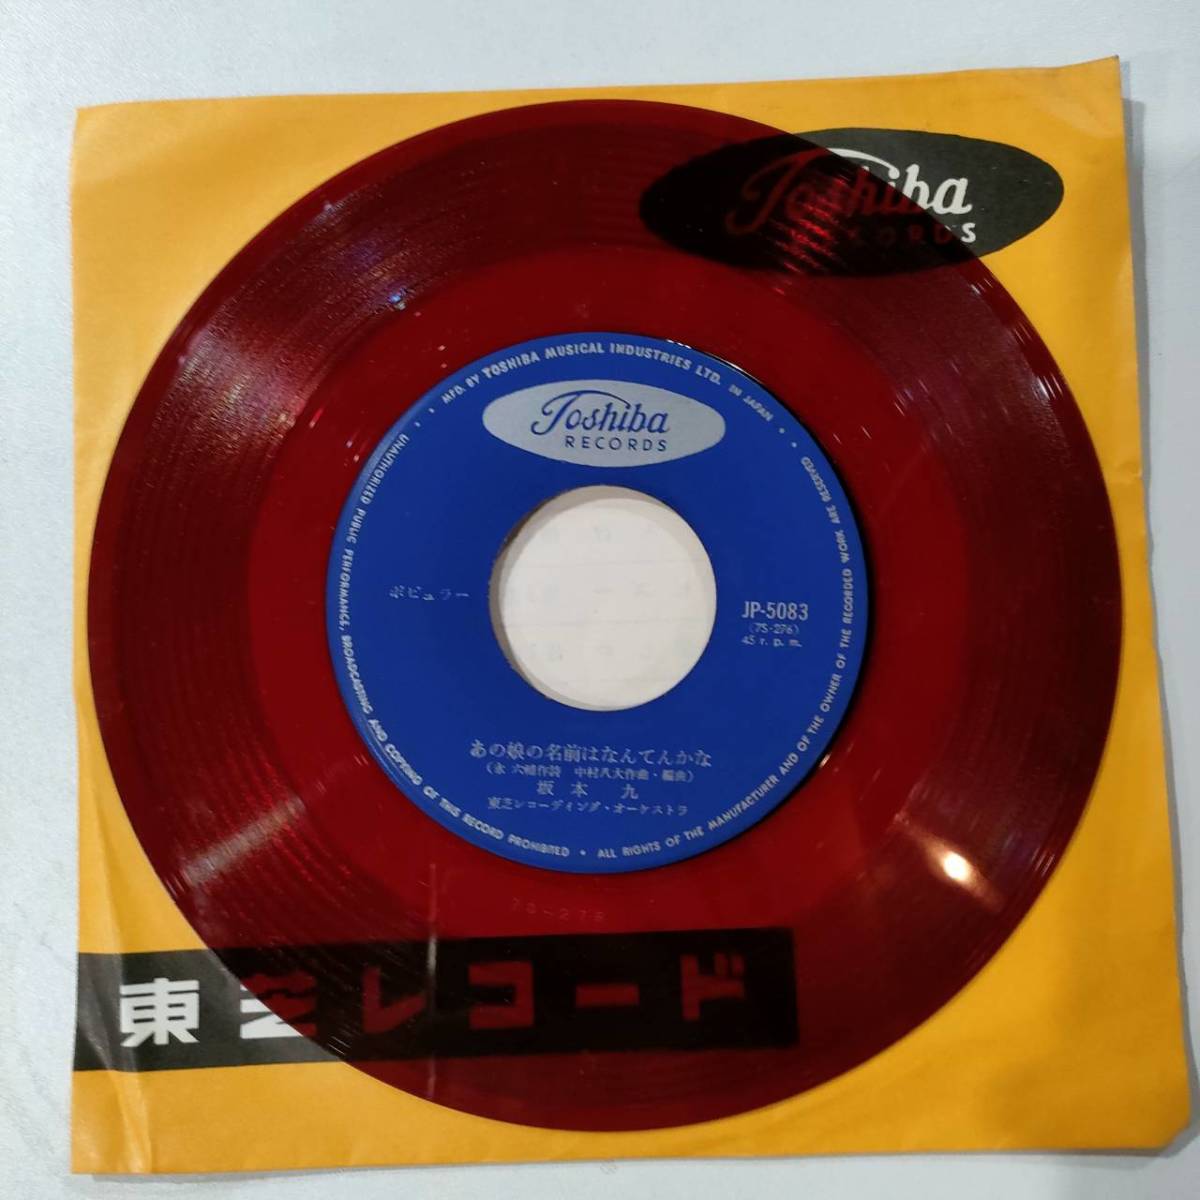 Toshiba
RECORDS
MFD. BY TOSHIBA MUSICAL INDUSTRIES LTD. IN JAPAN
Toshiba
RECORDS
ポピュラー
JP-5083
(7S-276)
45 r. p. m.
あの娘の名前はなんてんかな
(永 六輔作詩 中村八大作曲・編曲)
坂本 九
東芝レコーディング・オーケストラ
UNAUTHORIZED PUBLIC PERFORMANCE, BROADCASTING AND COPYING OF THIS RECORD PROHIBITED • ALL RIGHTS OF THE MANUFACTURER AND OF THE OWNER OF THE RECORDED WORK ARE RESERVED
7S-276
東芝レコード